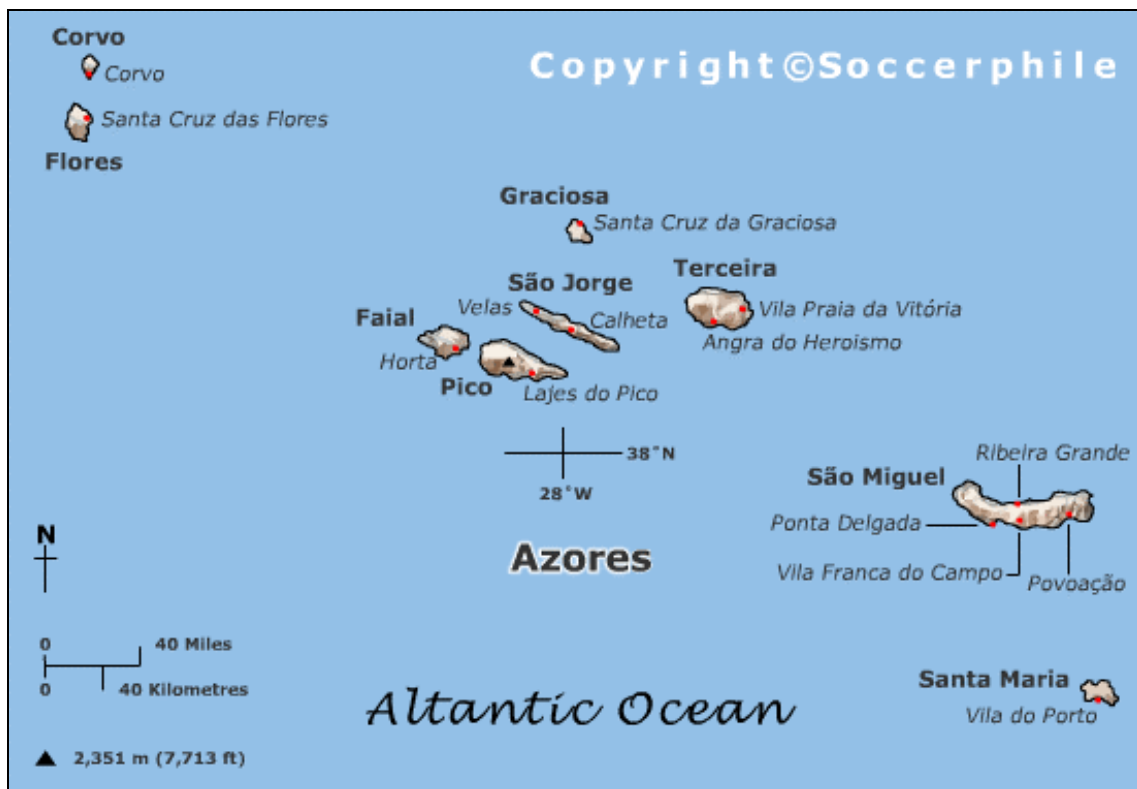 Corvo
Corvo
Copyright©Soccerphile
Santa Cruz das Flores
Flores
Graciosa
Santa Cruz da Graciosa
Terceira
São Jorge
Velas
Vila Praia da Vitória
Faial
Calheta
Angra do Heroismo
Horta
Pico
Lajes do Pico
38°N
28°W
Ribeira Grande
São Miguel
Ponta Delgada
N
Azores
Vila Franca do Campo
Povoação
0
40 Miles
0
40 Kilometres
Santa Maria
Altantic Ocean
Vila do Porto
2,351 m (7,713 ft)